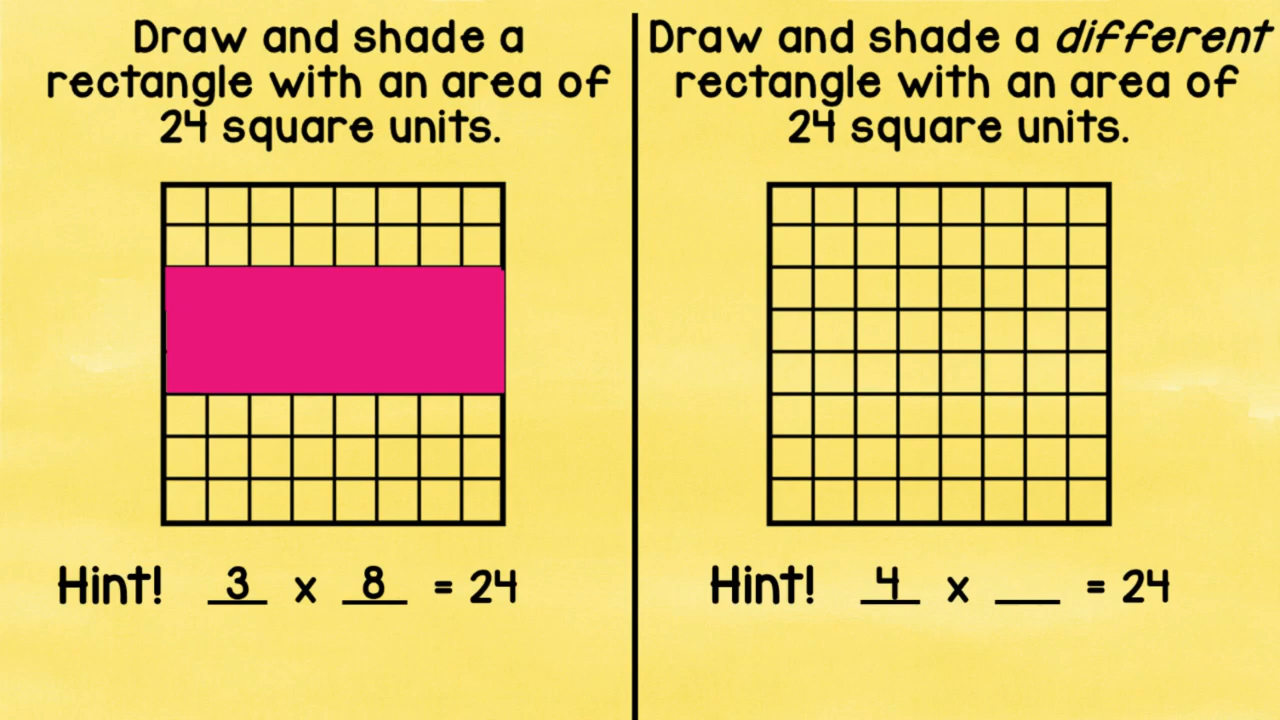 Draw and shade a
rectangle with an area of
24 square units.
Hint! 3 x 8 = 24
Draw and shade a different
rectangle with an area of
24 square units.
Hint! 4 x ___ = 24